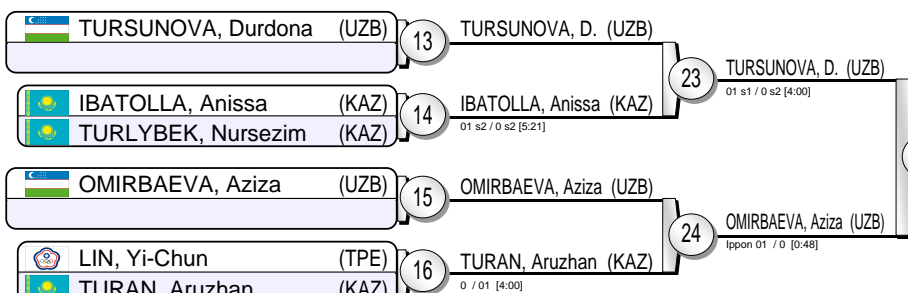 TURSUNOVA, Durdona (UZB)
13
TURSUNOVA, D. (UZB)
23
TURSUNOVA, D. (UZB)
01 s1 / 0 s2 [4:00]
IBATOLLA, Anissa (KAZ)
TURLYBEK, Nursezim (KAZ)
14
IBATOLLA, Anissa (KAZ)
01 s2 / 0 s2 [5:21]
OMIRBAEVA, Aziza (UZB)
15
OMIRBAEVA, Aziza (UZB)
24
OMIRBAEVA, Aziza (UZB)
Ippon 01 / 0 [0:48]
LIN, Yi-Chun (TPE)
TURAN, Aruzhan (KAZ)
16
TURAN, Aruzhan (KAZ)
0 / 01 [4:00]